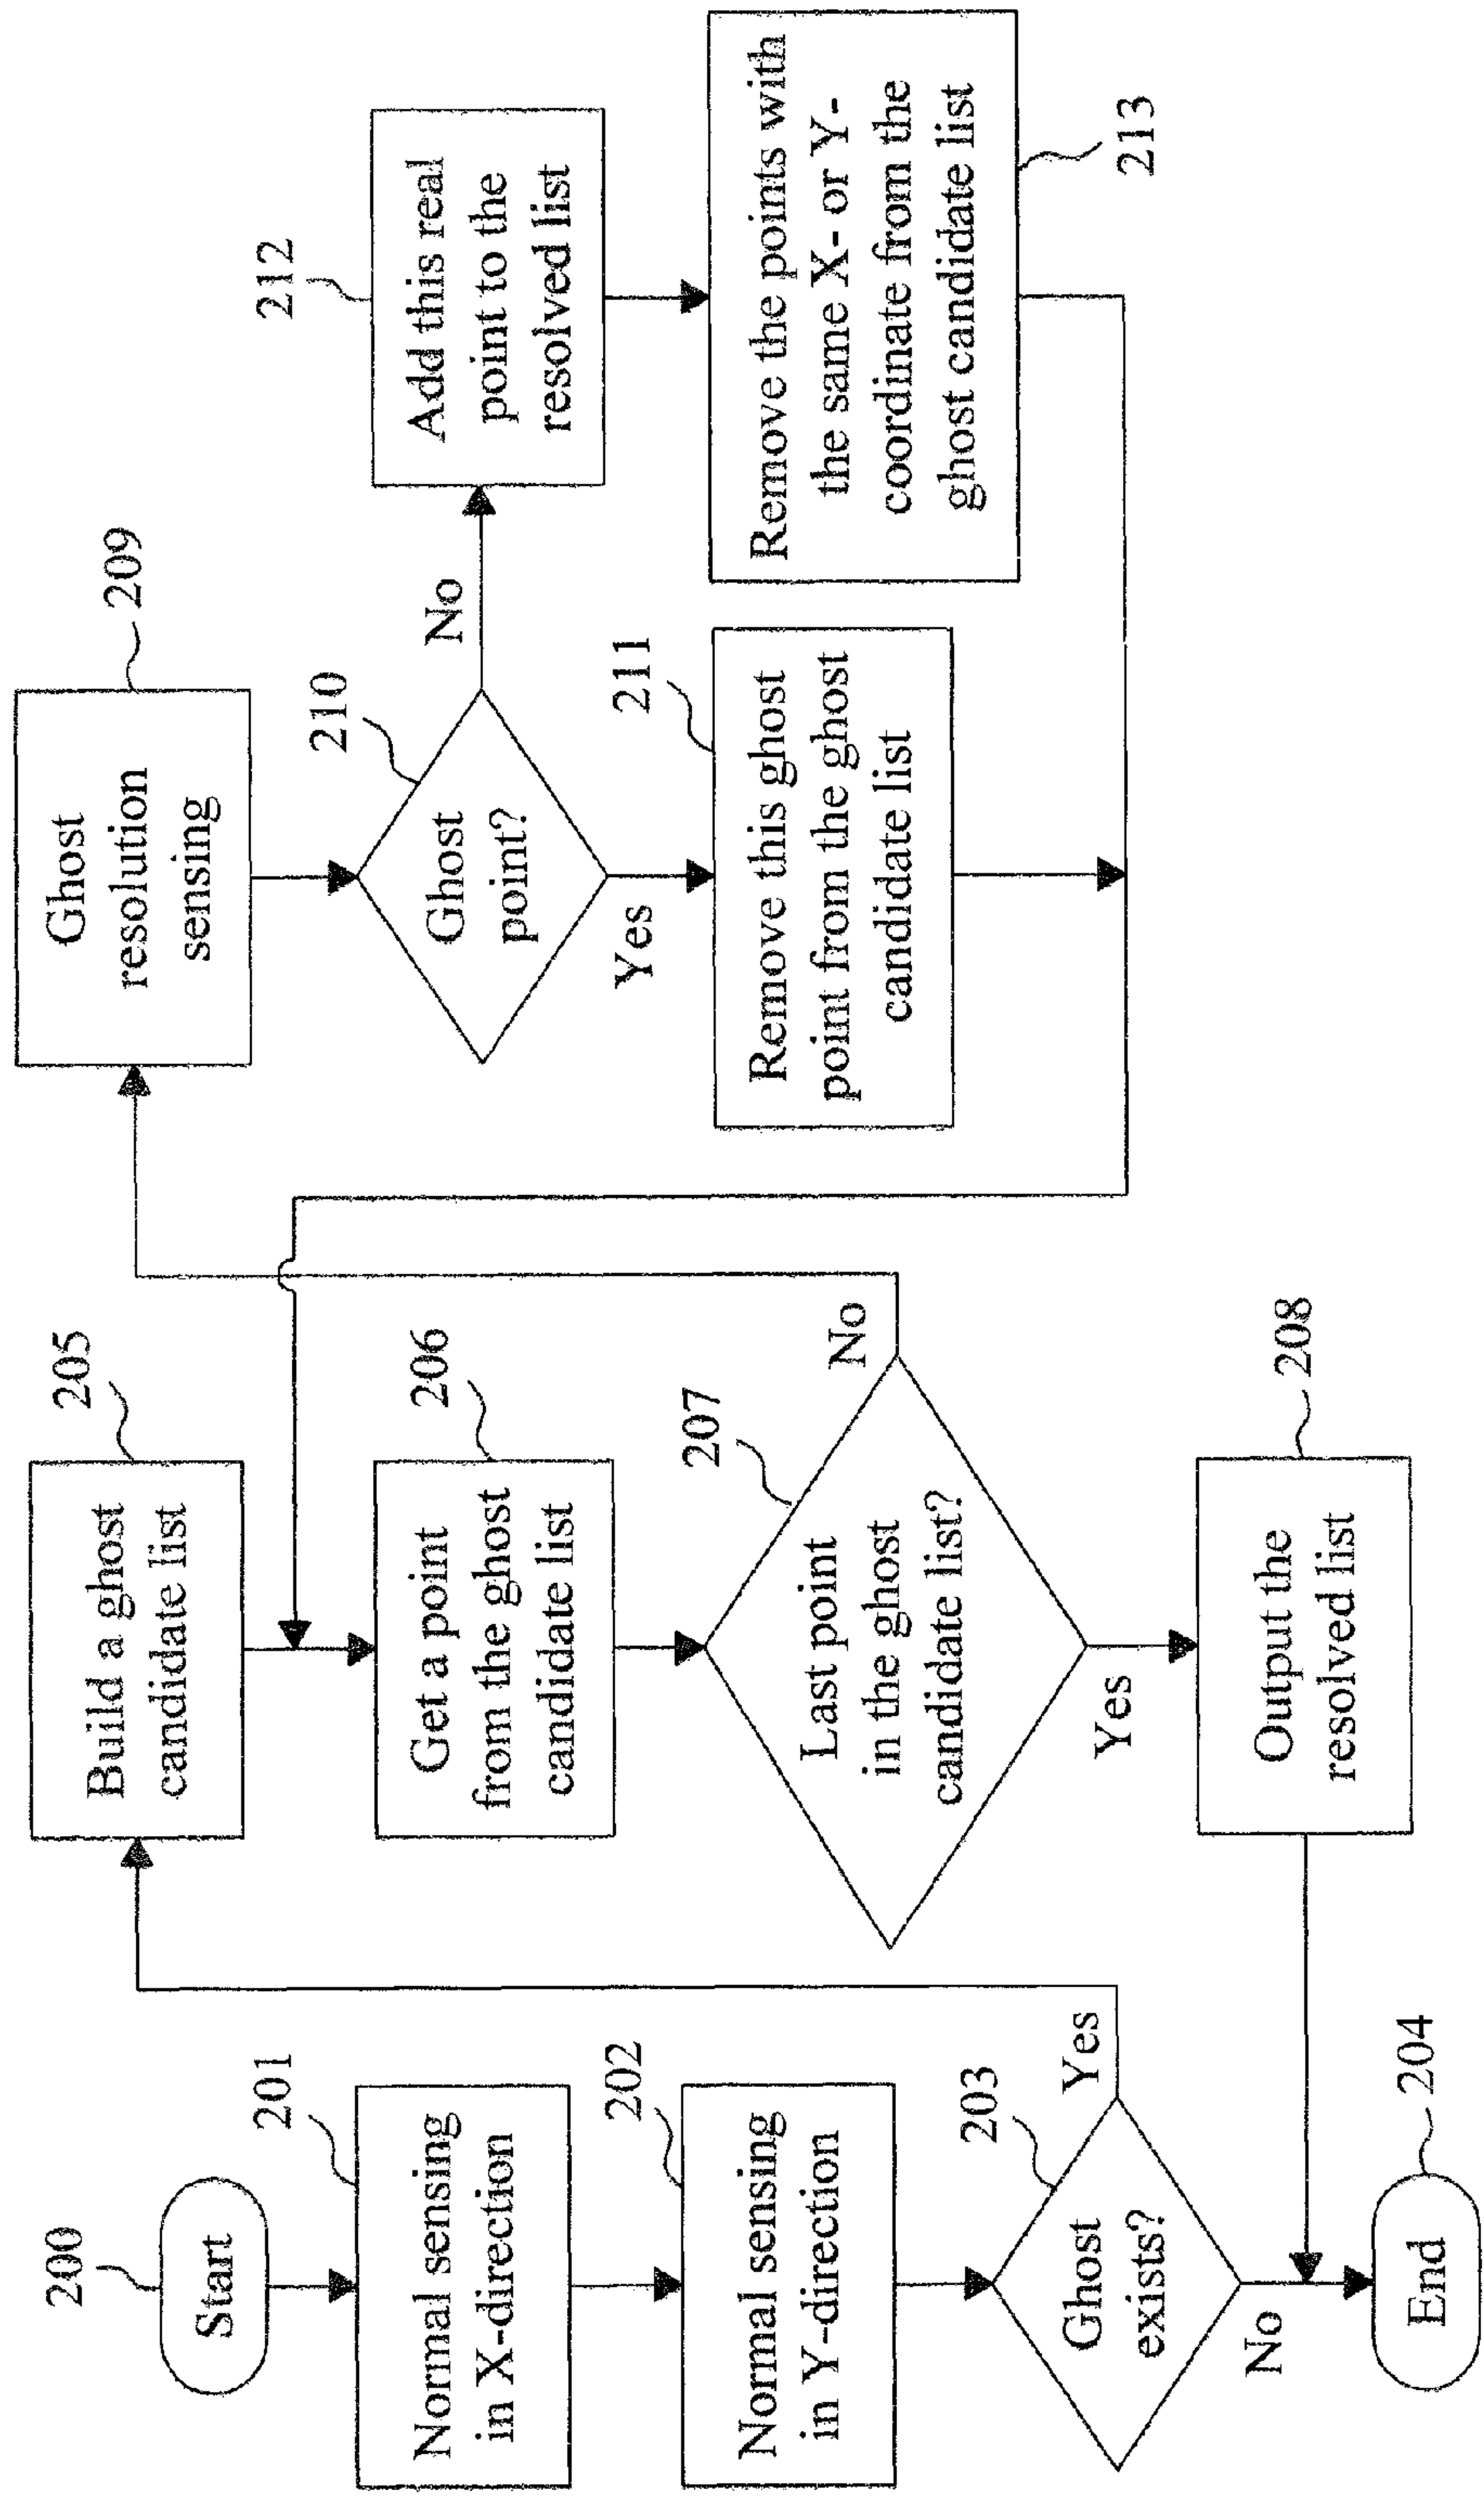 200
Start
201
Normal sensing
in X-direction
202
Normal sensing
in Y-direction
203
Ghost
exists?
Yes
No
End
204
205
Build a ghost
candidate list
206
Get a point
from the ghost
candidate list
207
Last point
in the ghost
candidate list?
No
Yes
208
Output the
resolved list
209
Ghost
resolution
sensing
210
Ghost
point?
No
Yes
211
Remove this ghost
point from the ghost
candidate list
212
Add this real
point to the
resolved list
Remove the points with
the same X- or Y-
coordinate from the
ghost candidate list
213